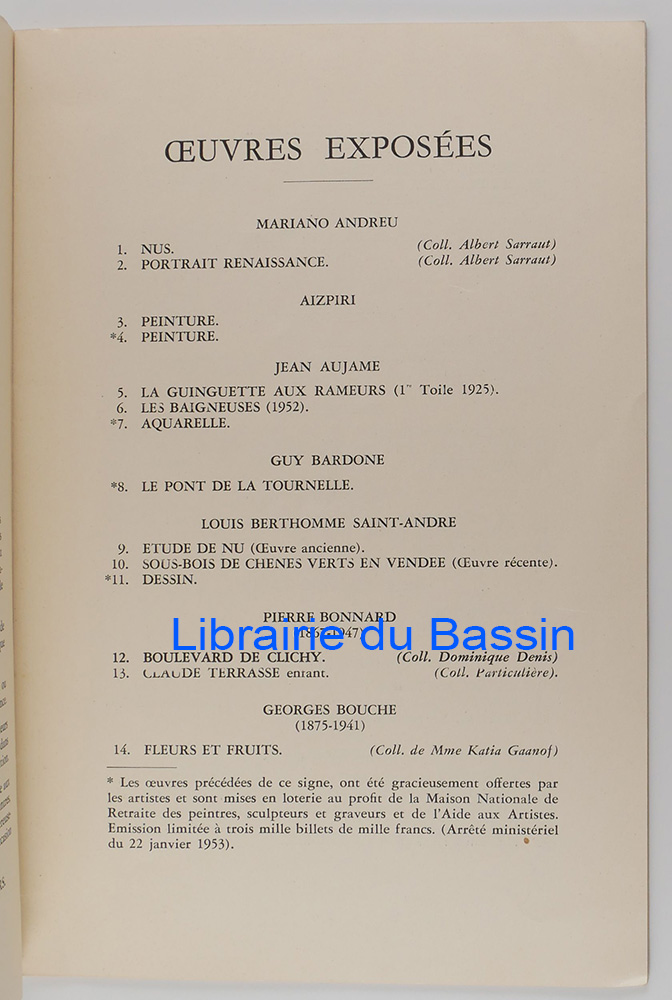 ŒUVRES EXPOSÉES
MARIANO ANDREU
1. NUS. (Coll. Albert Sarraut)
2. PORTRAIT RENAISSANCE. (Coll. Albert Sarraut)
AIZPIRI
3. PEINTURE.
*4. PEINTURE.
JEAN AUJAME
5. LA GUINGUETTE AUX RAMEURS (1re Toile 1925).
6. LES BAIGNEUSES (1952).
*7. AQUARELLE.
GUY BARDONE
*8. LE PONT DE LA TOURNELLE.
LOUIS BERTHOMME SAINT-ANDRE
9. ETUDE DE NU (Œuvre ancienne).
10. SOUS-BOIS DE CHENES VERTS EN VENDEE (Œuvre récente).
*11. DESSIN.
PIERRE BONNARD
(1867-1947)
Librairie du Bassin
12. BOULEVARD DE CLICHY. (Coll. Dominique Denis)
13. CLAUDE TERRASSE enfant. (Coll. Particulière).
GEORGES BOUCHE
(1875-1941)
14. FLEURS ET FRUITS. (Coll. de Mme Katia Gaanof)
* Les œuvres précédées de ce signe, ont été gracieusement offertes par
les artistes et sont mises en loterie au profit de la Maison Nationale de
Retraite des peintres, sculpteurs et graveurs et de l'Aide aux Artistes.
Emission limitée à trois mille billets de mille francs. (Arrêté ministériel
du 22 janvier 1953).